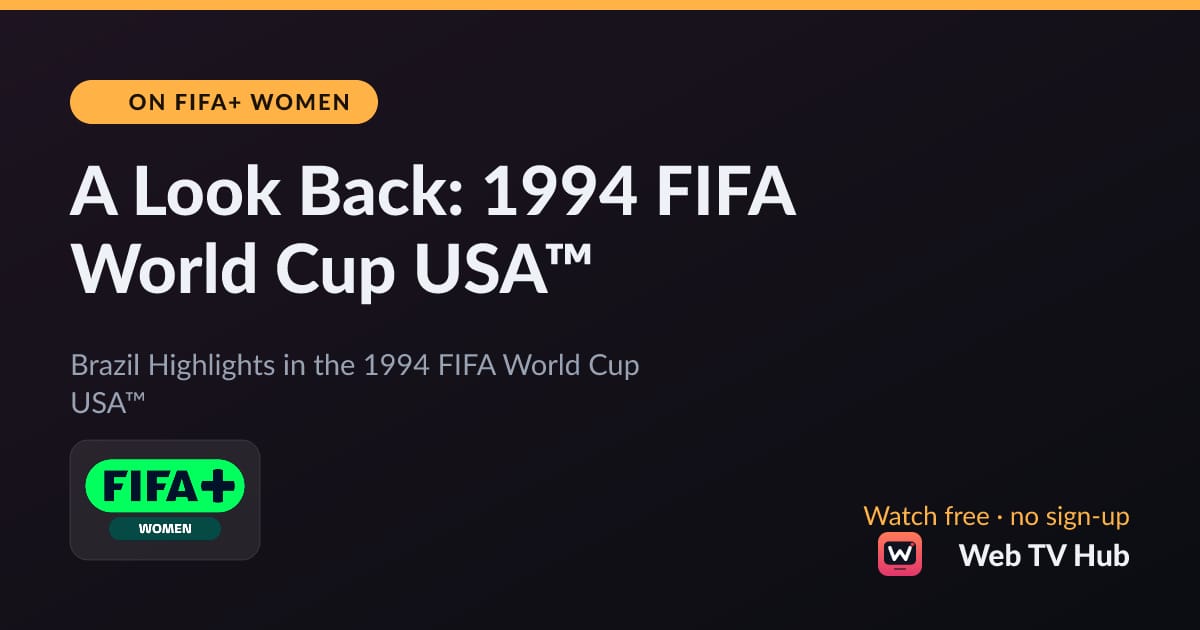 ON FIFA+ WOMEN
A Look Back: 1994 FIFA
World Cup USA™
Brazil Highlights in the 1994 FIFA World Cup
USA™
FIFA+
WOMEN
Watch free · no sign-up
W
Web TV Hub